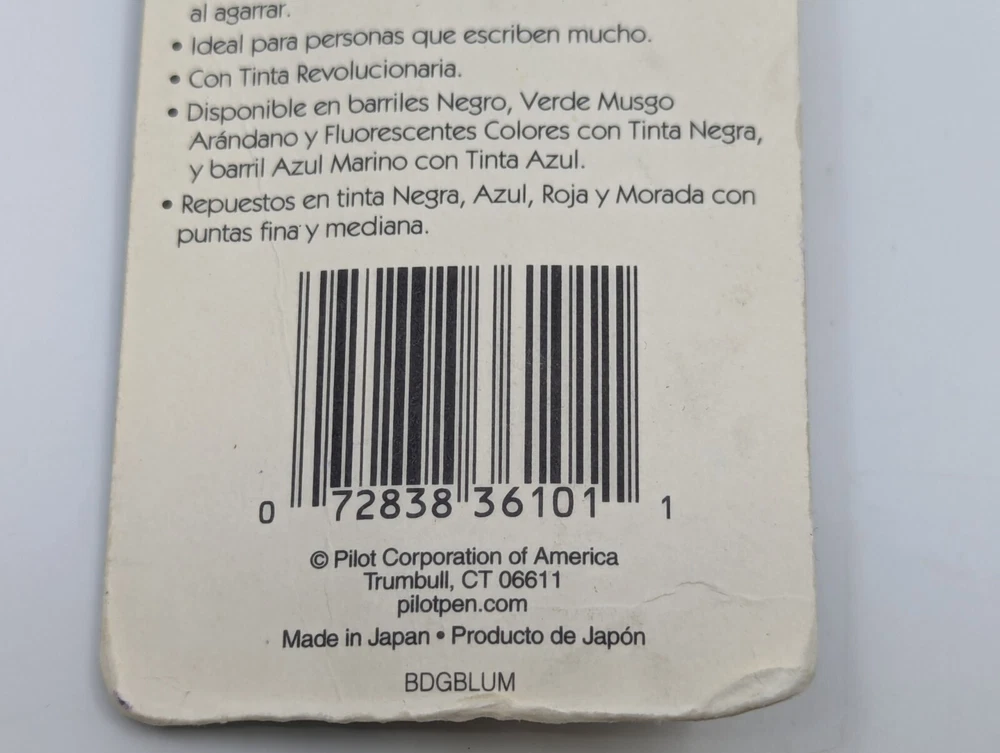 al agarrar.
• Ideal para personas que escriben mucho.
• Con Tinta Revolucionaria.
• Disponible en barriles Negro, Verde Musgo
Arándano y Fluorescentes Colores con Tinta Negra,
y barril Azul Marino con Tinta Azul.
• Repuestos en tinta Negra, Azul, Roja y Morada con
puntas fina y mediana.
0 72838 36101 1
© Pilot Corporation of America
Trumbull, CT 06611
pilotpen.com
Made in Japan • Producto de Japón
BDGBLUM